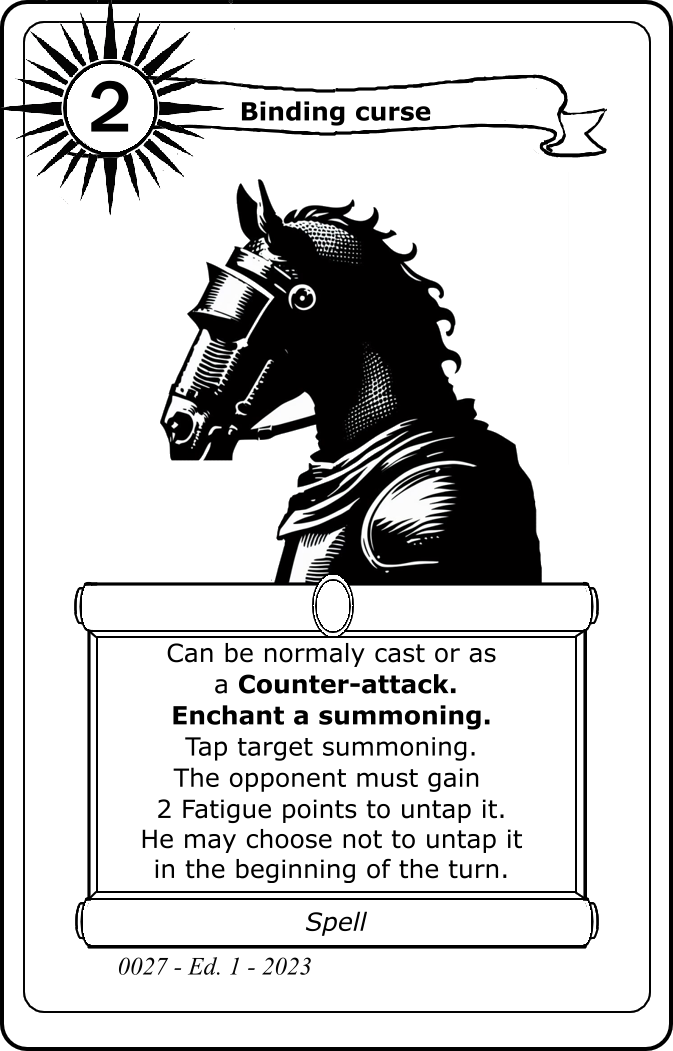 2
Binding curse
Can be normaly cast or as
a Counter-attack.
Enchant a summoning.
Tap target summoning.
The opponent must gain
2 Fatigue points to untap it.
He may choose not to untap it
in the beginning of the turn.
Spell
0027 - Ed. 1 - 2023